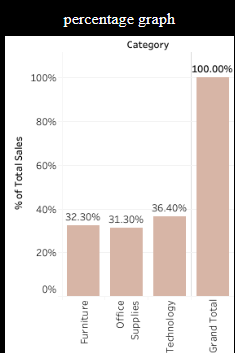 percentage graph
Category
100.00%
100%
80%
60%
40%
20%
0%
% of Total Sales
32.30%
31.30%
36.40%
Furniture
Office
Supplies
Technology
Grand Total